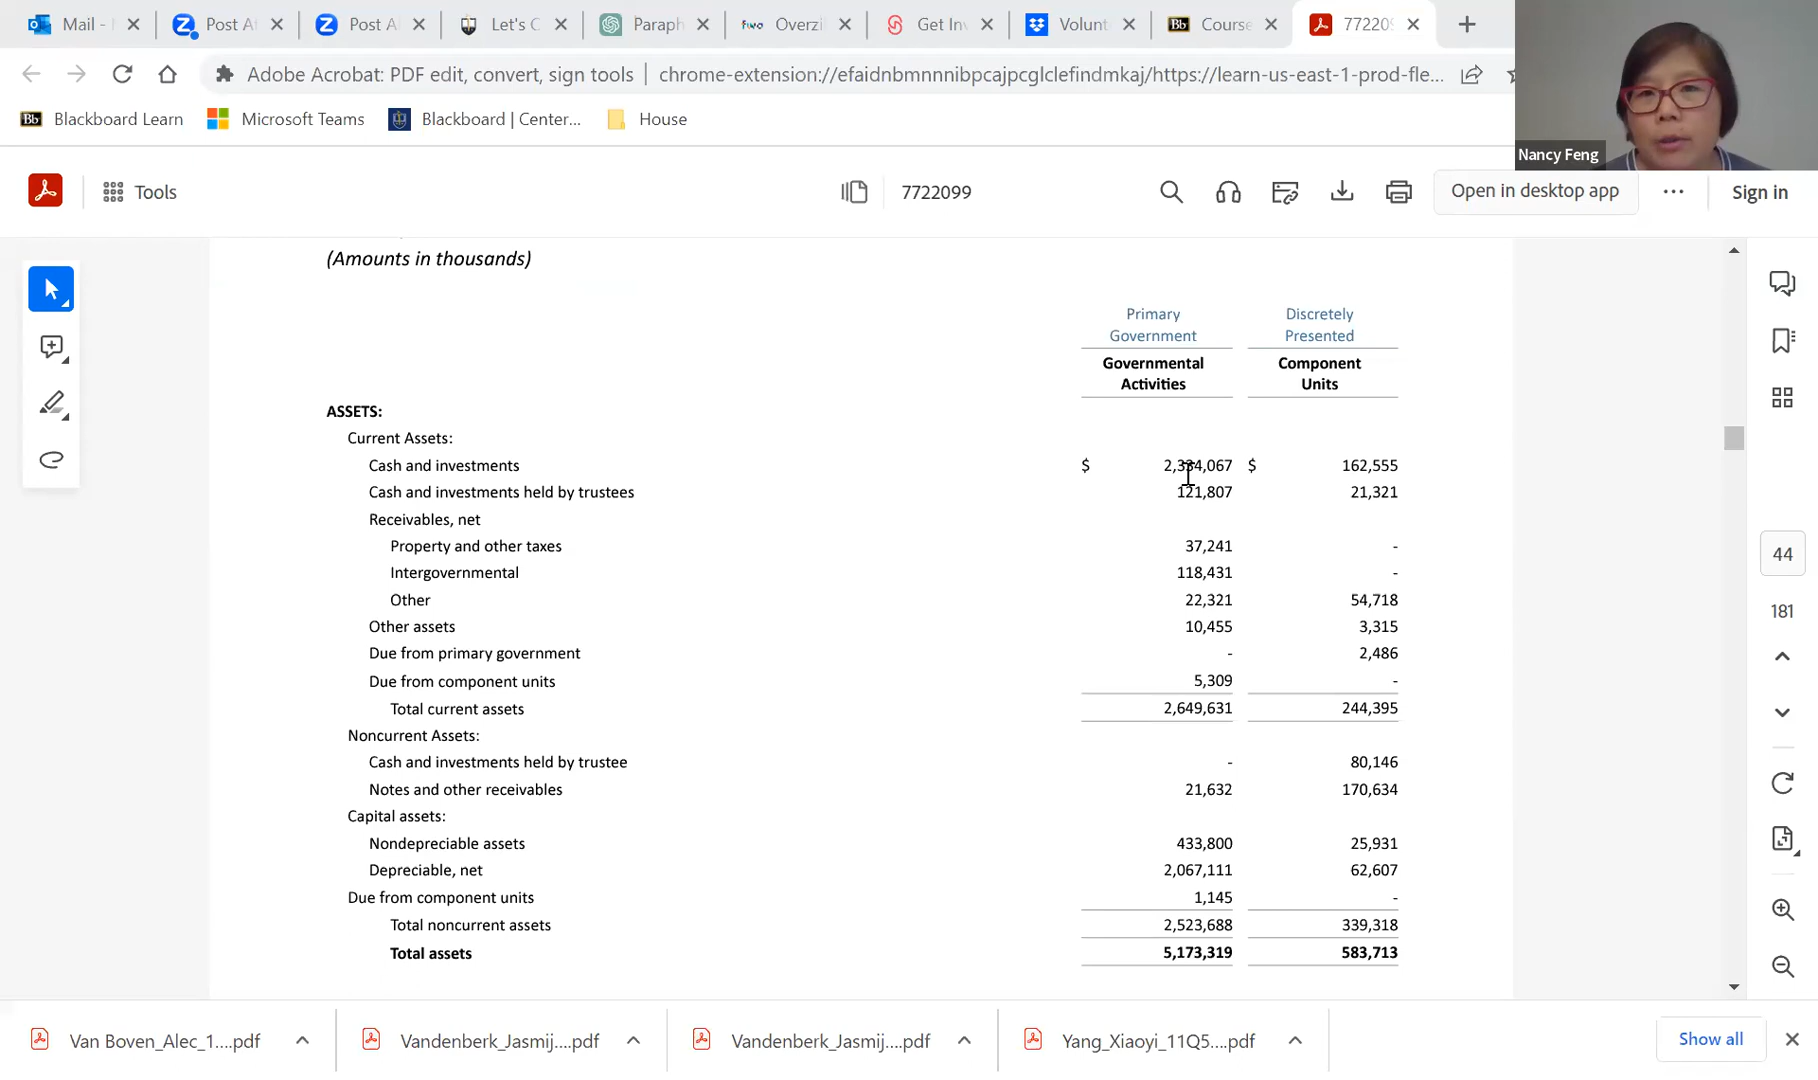 Mail -
Post A
Post A
Let's C
Paraph
Overzi
Get Inv
Volunt
Course
77220
Adobe Acrobat: PDF edit, convert, sign tools
chrome-extension://efaidnbmnnnibpcajpcglclefindmkaj/https://learn-us-east-1-prod-fle...
Blackboard Learn
Microsoft Teams
Blackboard | Center...
House
Nancy Feng
Tools
7722099
Open in desktop app
Sign in
(Amounts in thousands)
Primary Government
Discretely Presented
Governmental Activities
Component Units
ASSETS:
Current Assets:
Cash and investments $ 2,334,067 $ 162,555
Cash and investments held by trustees 121,807 21,321
Receivables, net
Property and other taxes 37,241 -
Intergovernmental 118,431 -
Other 22,321 54,718
Other assets 10,455 3,315
Due from primary government - 2,486
Due from component units 5,309 -
Total current assets 2,649,631 244,395
Noncurrent Assets:
Cash and investments held by trustee - 80,146
Notes and other receivables 21,632 170,634
Capital assets:
Nondepreciable assets 433,800 25,931
Depreciable, net 2,067,111 62,607
Due from component units 1,145 -
Total noncurrent assets 2,523,688 339,318
Total assets 5,173,319 583,713
44
181
Van Boven_Alec_1....pdf
Vandenberk_Jasmij....pdf
Vandenberk_Jasmij....pdf
Yang_Xiaoyi_11Q5....pdf
Show all